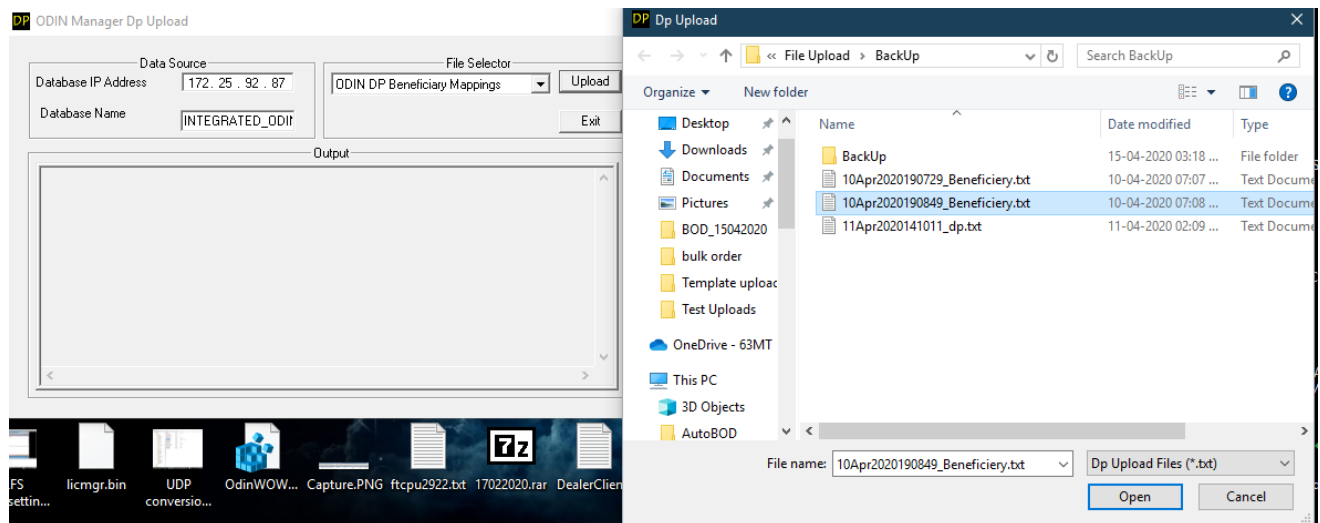 DP ODIN Manager Dp Upload
Data Source
Database IP Address 172 . 25 . 92 . 87
Database Name INTEGRATED_ODIN
File Selector
ODIN DP Beneficiary Mappings Upload
Exit
Output
FS
settin...
licmgr.bin
UDP
conversio...
OdinWOW...
Capture.PNG
ftcpu2922.txt
7z
17022020.rar
DealerClien
DP Dp Upload
« File Upload > BackUp
Search BackUp
Organize
New folder
?
Desktop
Downloads
Documents
Pictures
BOD_15042020
bulk order
Template upload
Test Uploads
OneDrive - 63MT
This PC
3D Objects
AutoBOD
Name Date modified Type
BackUp 15-04-2020 03:18 ... File folder
10Apr2020190729_Beneficiery.txt 10-04-2020 07:07 ... Text Docume
10Apr2020190849_Beneficiery.txt 10-04-2020 07:08 ... Text Docume
11Apr2020141011_dp.txt 11-04-2020 02:09 ... Text Docume
File name: 10Apr2020190849_Beneficiery.txt Dp Upload Files (*.txt)
Open Cancel